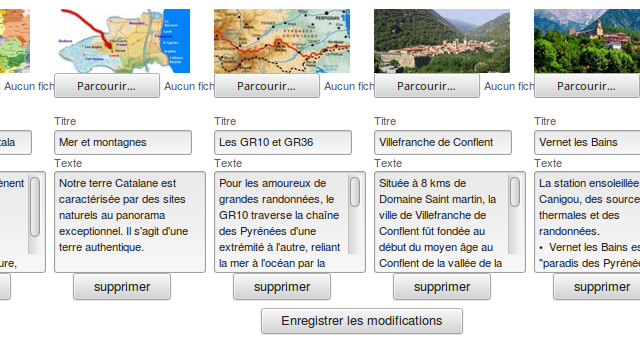 PERPIGNAN
Aucun fich
Parcourir...
Aucun fich
Parcourir...
Aucun fich
Parcourir...
Aucun fich
Parcourir...
Titre
Titre
Titre
Titre
tala
Mer et montagnes
Les GR10 et GR36
Villefranche de Conflent
Vernet les Bains
Texte
Texte
Texte
Texte
ènent
ure,
Notre terre Catalane est
caractérisée par des sites
naturels au panorama
exceptionnel. Il s'agit d'une
terre authentique.
Pour les amoureux de
grandes randonnées, le
GR10 traverse la chaîne
des Pyrénées d'une
extrémité à l'autre, reliant
la mer à l'océan par la
Située à 8 kms de
Domaine Saint martin, la
ville de Villefranche de
Conflent fût fondée au
début du moyen âge au
Conflent de la vallée de la
La station ensoleillée
Canigou, des source
thermales et des
randonnées.
• Vernet les Bains es
"paradis des Pyréné
supprimer
supprimer
supprimer
supprimer
Enregistrer les modifications